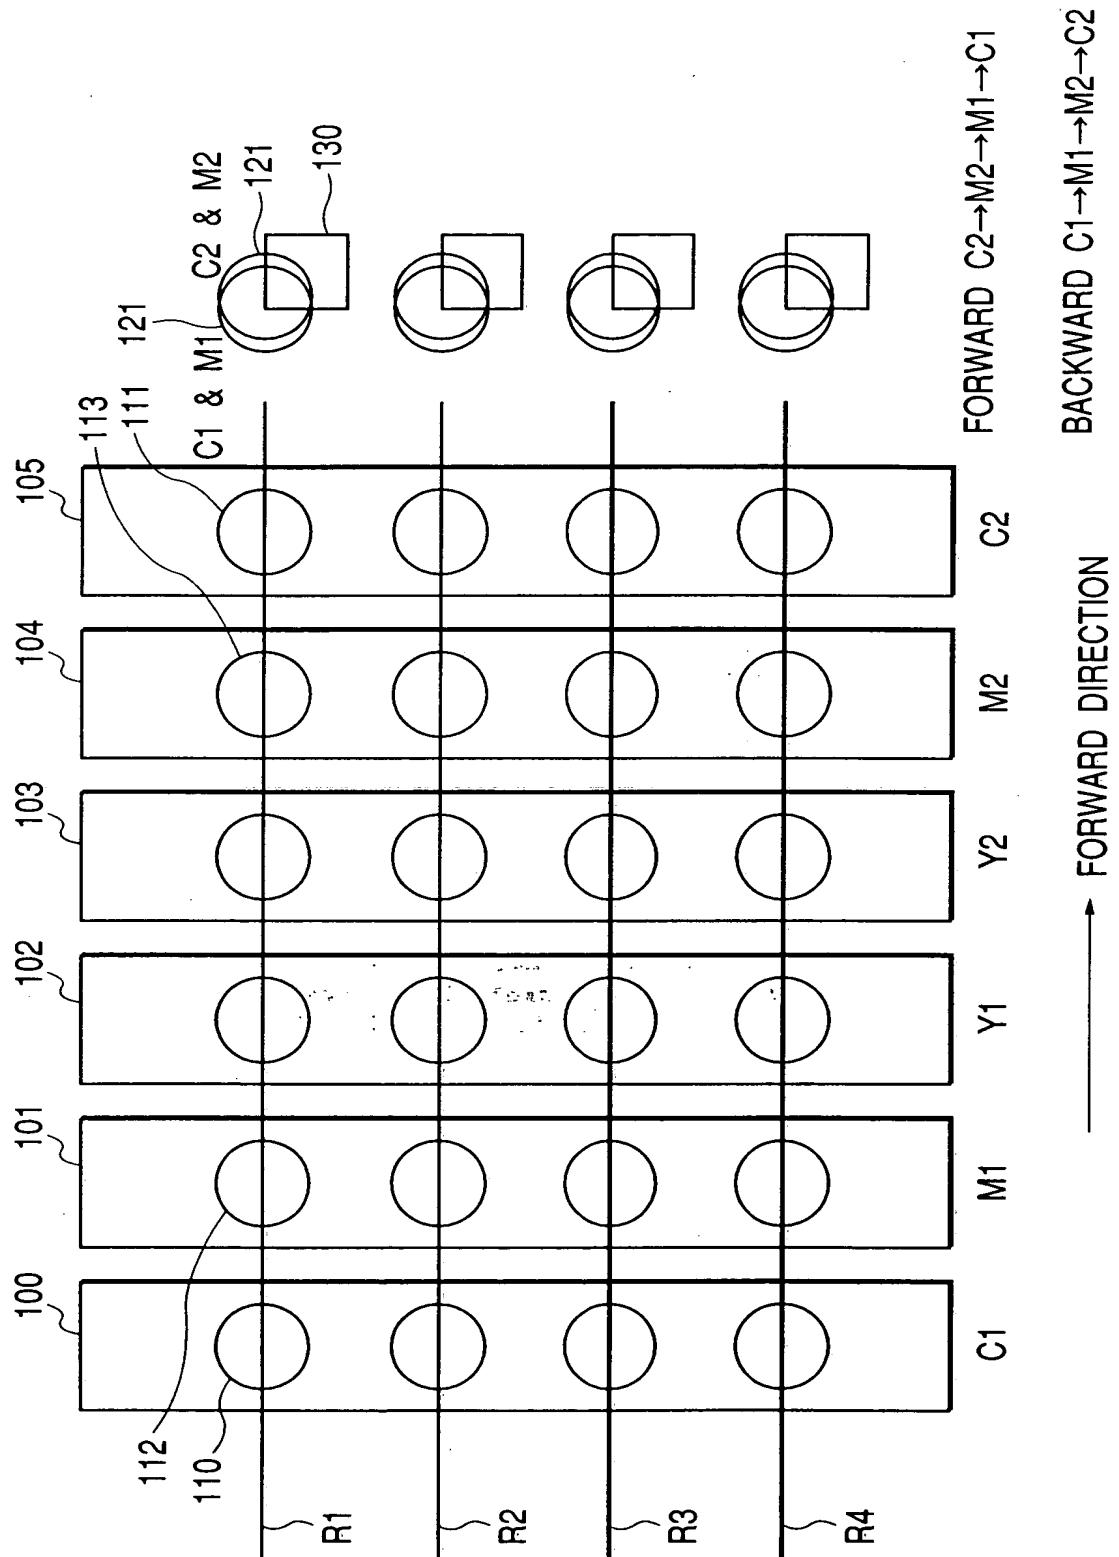 105
104
103
102
101
100
113
111
121
C1 & M1
C2 & M2
121
130
112
110
R1
R2
R3
R4
C1
M1
Y1
Y2
M2
C2
FORWARD C2→M2→M1→C1
BACKWARD C1→M1→M2→C2
FORWARD DIRECTION